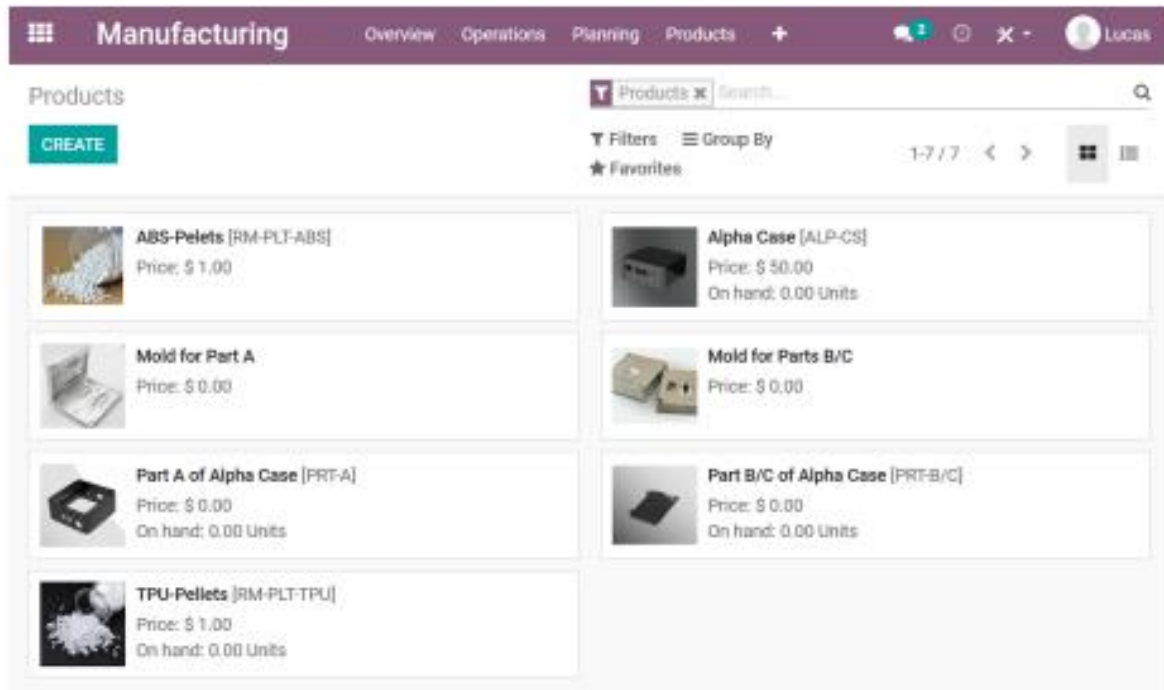 Manufacturing Overview Operations Planning Products + 2 Lucas
Products
Products ✖ Search...
CREATE
Filters Group By
Favorites
1-7 / 7
ABS-Pelets [RM-PLT-ABS]
Price: $ 1.00
Alpha Case [ALP-CS]
Price: $ 50.00
On hand: 0.00 Units
Mold for Part A
Price: $ 0.00
Mold for Parts B/C
Price: $ 0.00
Part A of Alpha Case [PRT-A]
Price: $ 0.00
On hand: 0.00 Units
Part B/C of Alpha Case [PRT-B/C]
Price: $ 0.00
On hand: 0.00 Units
TPU-Pellets [RM-PLT-TPU]
Price: $ 1.00
On hand: 0.00 Units